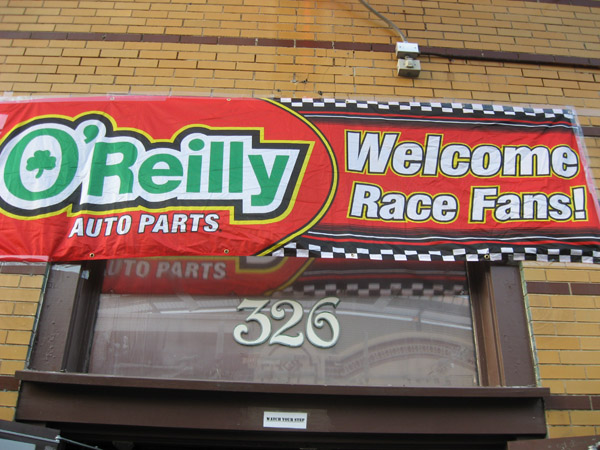 O'Reilly
AUTO PARTS
Welcome
Race Fans!
UTO PARTS
326
WATCH YOUR STEP